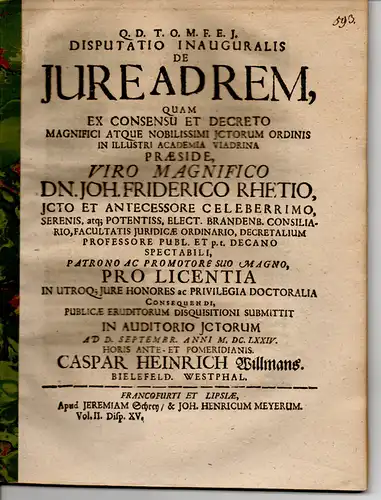 593.
Q. D. T. O. M. F. E. J.
DISPUTATIO INAUGURALIS
DE
JURE AD REM,
QUAM
EX CONSENSU ET DECRETO
MAGNIFICI ATQUE NOBILISSIMI JCTORUM ORDINIS
IN ILLUSTRI ACADEMIA VIADRINA
PRÆSIDE,
VIRO MAGNIFICO
DN. JOH. FRIDERICO RHETIO,
JCTO ET ANTECESSORE CELEBERRIMO,
SERENIS. atq; POTENTISS, ELECT. BRANDENB. CONSILIA-
RIO, FACULTATIS JURIDICÆ ORDINARIO, DECRETALIUM
PROFESSORE PUBL. ET p. t. DECANO
SPECTABILI,
PATRONO AC PROMOTORE SUO MAGNO,
PRO LICENTIA
IN UTROQ; JURE HONORES ac PRIVILEGIA DOCTORALIA
CONSEQUENDI,
PUBLICÆ ERUDITORUM DISQUISITIONI SUBMITTIT
IN AUDITORIO JCTORUM
AD D. SEPTEMBR. ANNI M. DC. LXXIV.
HORIS ANTE- ET POMERIDIANIS.
CASPAR HEINRICH Willmans.
BIELEFELD. WESTPHAL.
FRANCOFURTI ET LIPSIÆ,
Apud JEREMIAM Schrey, & JOH. HENRICUM MEYERUM.
Vol. II. Disp. XV.